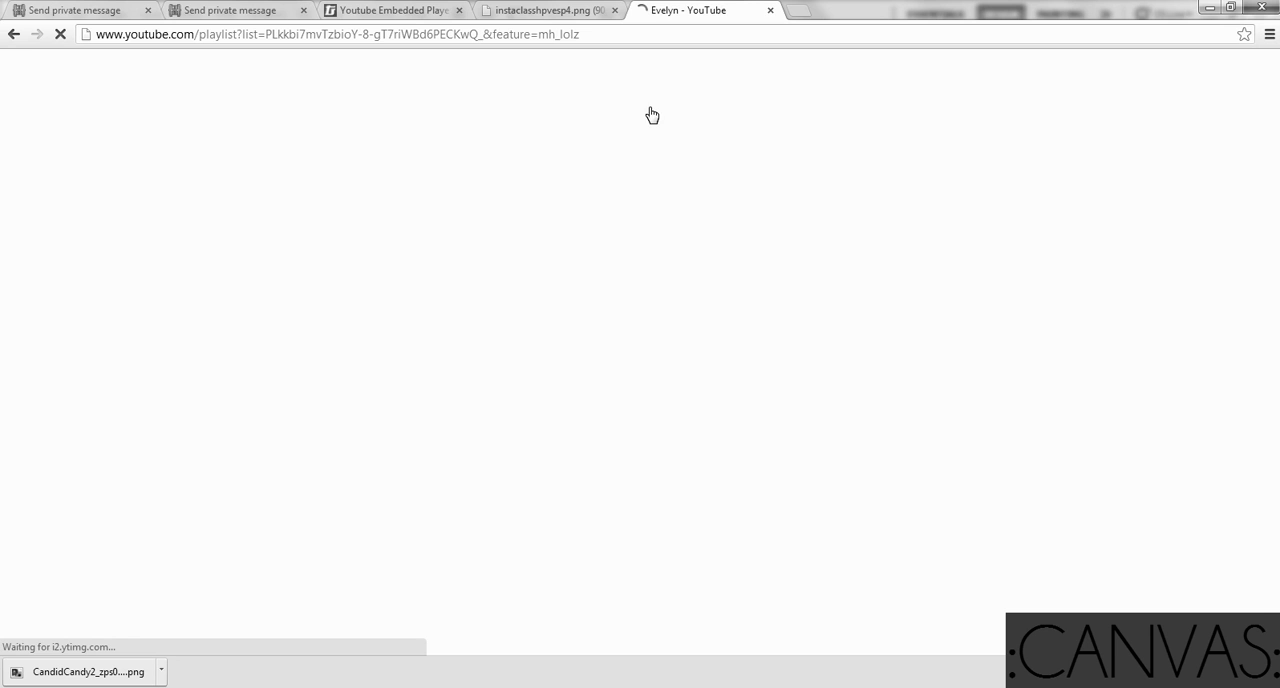 Send private message
Send private message
Youtube Embedded Playe
instaclasshpvesp4.png (90
Evelyn - YouTube
www.youtube.com/playlist?list=PLkkbi7mvTzbioY-8-gT7riWBd6PECKwQ_&feature=mh_lolz
Waiting for i2.ytimg.com...
CandidCandy2_zps0....png
:CANVAS: